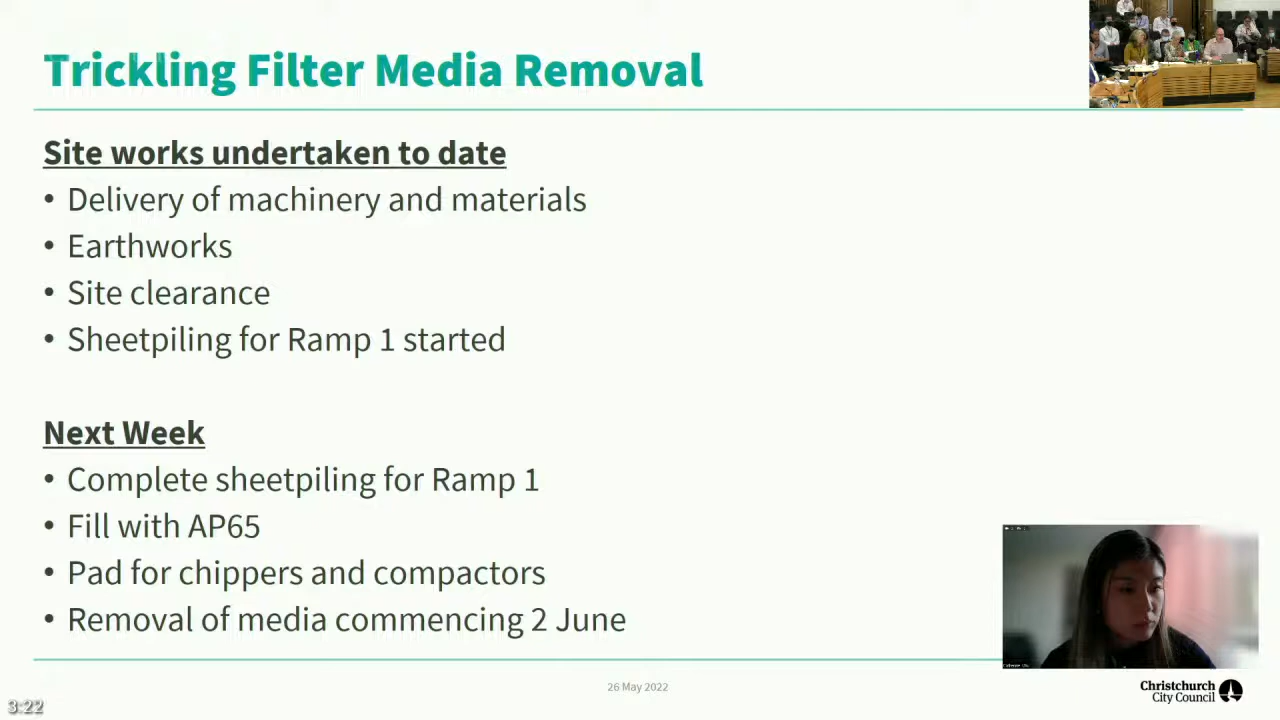 Trickling Filter Media Removal
Site works undertaken to date
• Delivery of machinery and materials
• Earthworks
• Site clearance
• Sheetpiling for Ramp 1 started
Next Week
• Complete sheetpiling for Ramp 1
• Fill with AP65
• Pad for chippers and compactors
• Removal of media commencing 2 June
26 May 2022
Christchurch
City Council
3:22